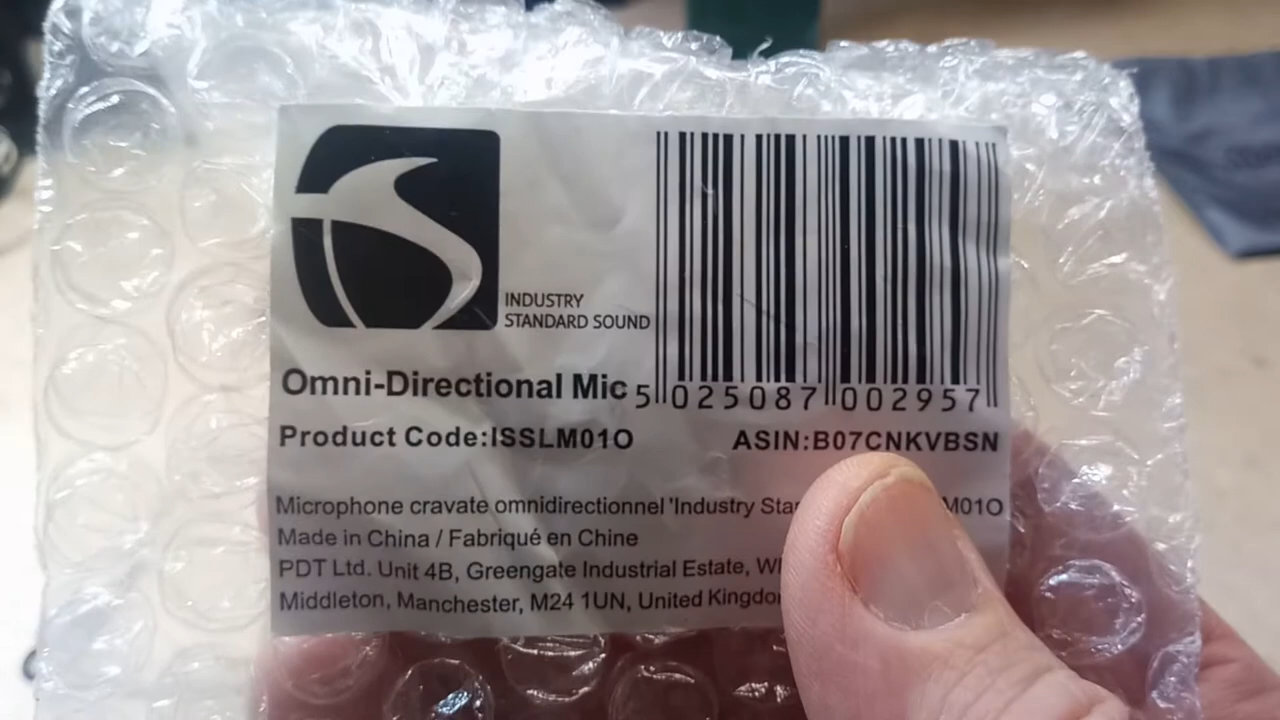 INDUSTRY
STANDARD SOUND
Omni-Directional Mic
5 025087 002957
Product Code:ISSLM01O
ASIN:B07CNKVBSN
Microphone cravate omnidirectionnel 'Industry M01O
Made in China / Fabriqué en Chine
PDT Ltd. Unit 4B, Greengate Industrial Estate,
Middleton, Manchester, M24 1UN, United